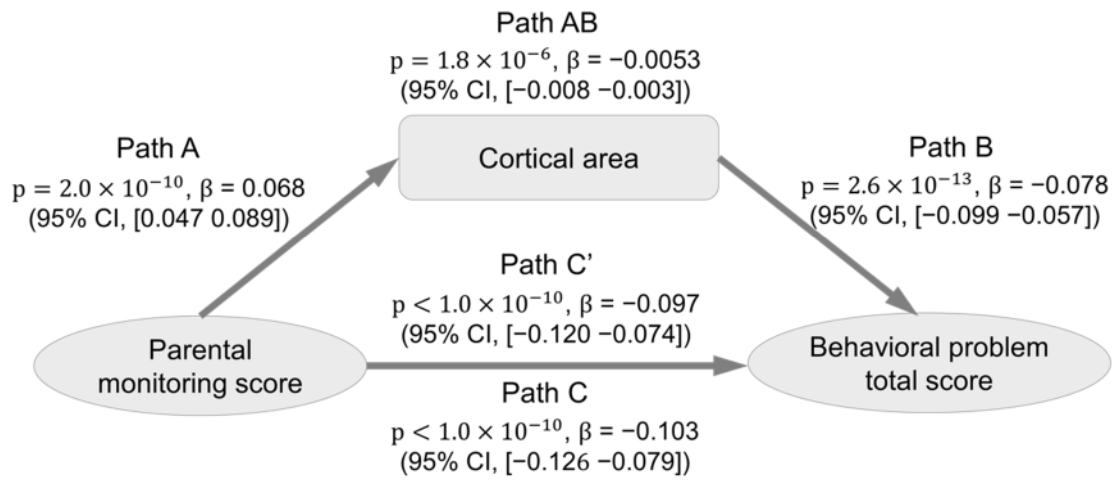 Path AB
p = 1.8 × 10⁻⁶, β = −0.0053
(95% CI, [−0.008 −0.003])
Cortical area
Path A
p = 2.0 × 10⁻¹⁰, β = 0.068
(95% CI, [0.047 0.089])
Path B
p = 2.6 × 10⁻¹³, β = −0.078
(95% CI, [−0.099 −0.057])
Path C’
p < 1.0 × 10⁻¹⁰, β = −0.097
(95% CI, [−0.120 −0.074])
Parental
monitoring score
Behavioral problem
total score
Path C
p < 1.0 × 10⁻¹⁰, β = −0.103
(95% CI, [−0.126 −0.079])